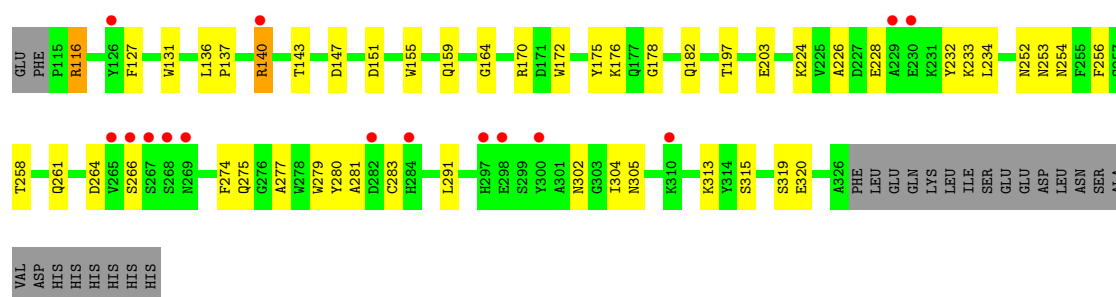 GLU PHE P115 R116 Y126 F127 W131 L136 P137 R140 T143 D147 D151 W155 Q159 G164 R170 D171 W172 Y175 K176 Q177 G178 Q182 T197 E203 K224 V225 A226 D227 E228 A229 E230 K231 Y232 K233 L234 N252 N253 N254 F255 F256
T258 Q261 D264 V265 S266 S267 S268 N269 F274 Q275 G276 A277 W278 W279 Y280 A281 D282 C283 H284 L291 H297 E298 S299 Y300 A301 N302 G303 I304 N305 K310 K313 Y314 S315 S319 E320 A326 PHE LEU GLU GLN LYS LEU ILE SER GLU GLU ASP LEU ASN SER ALA
VAL ASP HIS HIS HIS HIS HIS HIS